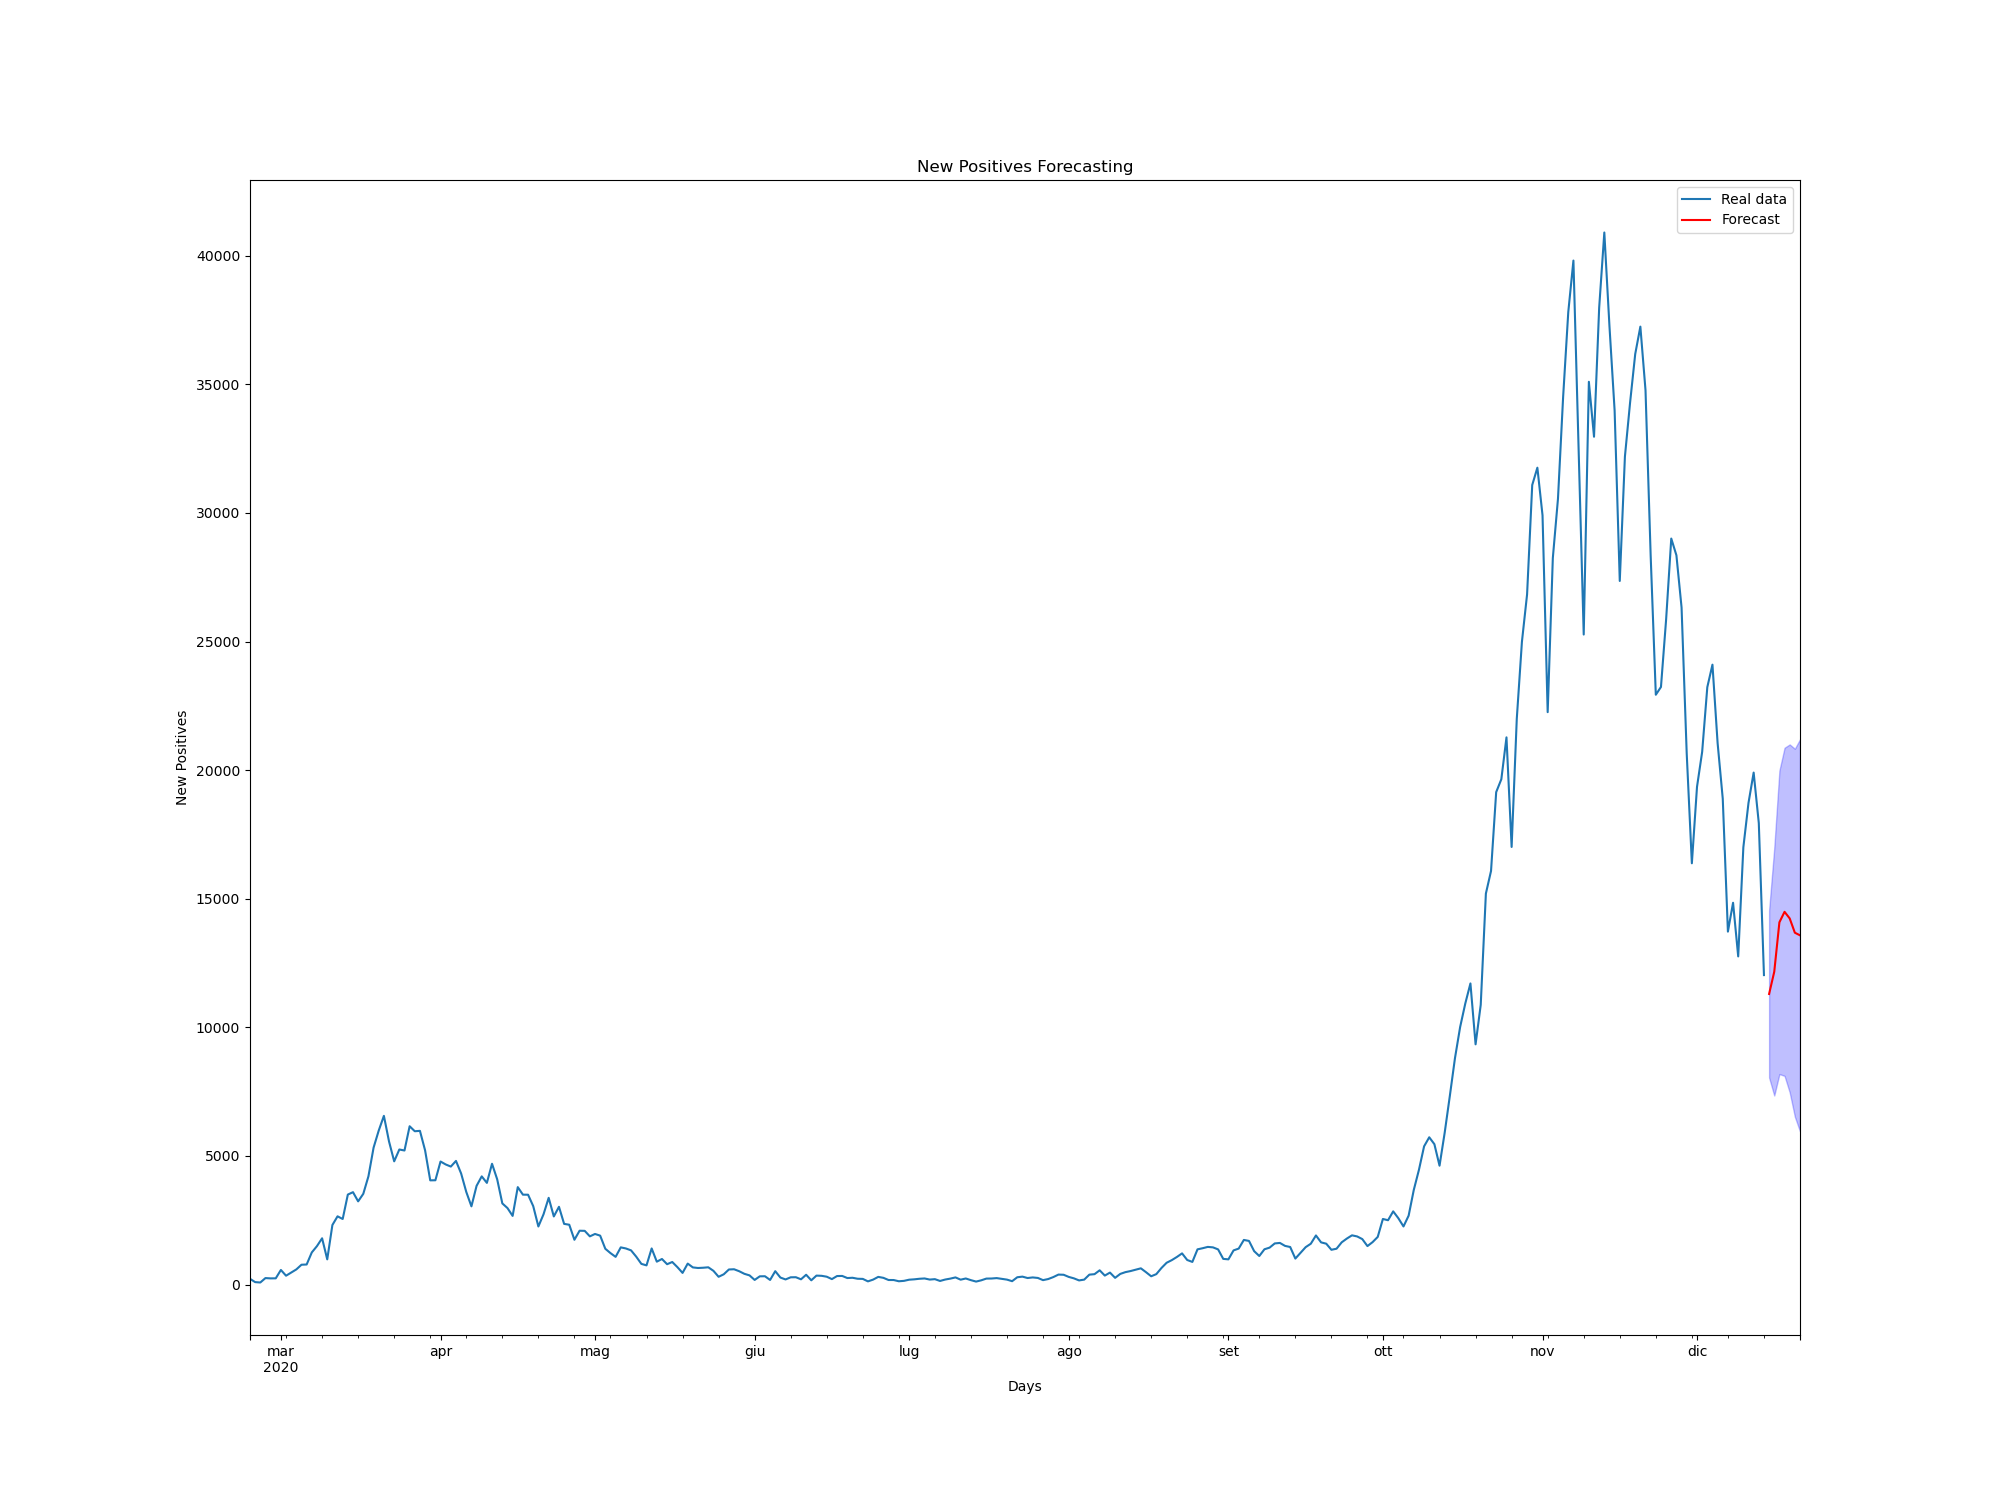 New Positives Forecasting
Real data
Forecast
40000
35000
30000
25000
20000
15000
10000
5000
0
New Positives
mar apr mag giu lug ago set ott nov dic
2020
Days